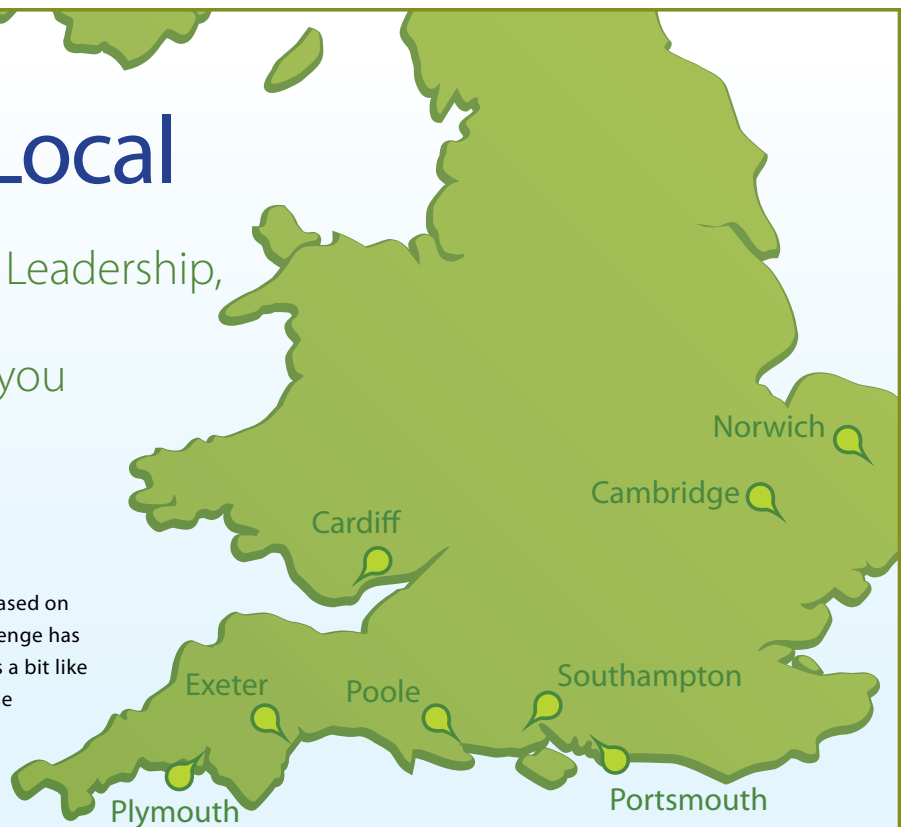 Local
Leadership,
you
Norwich
Cambridge
Cardiff
ased on
enge has
s a bit like
e
Exeter
Poole
Southampton
Plymouth
Portsmouth